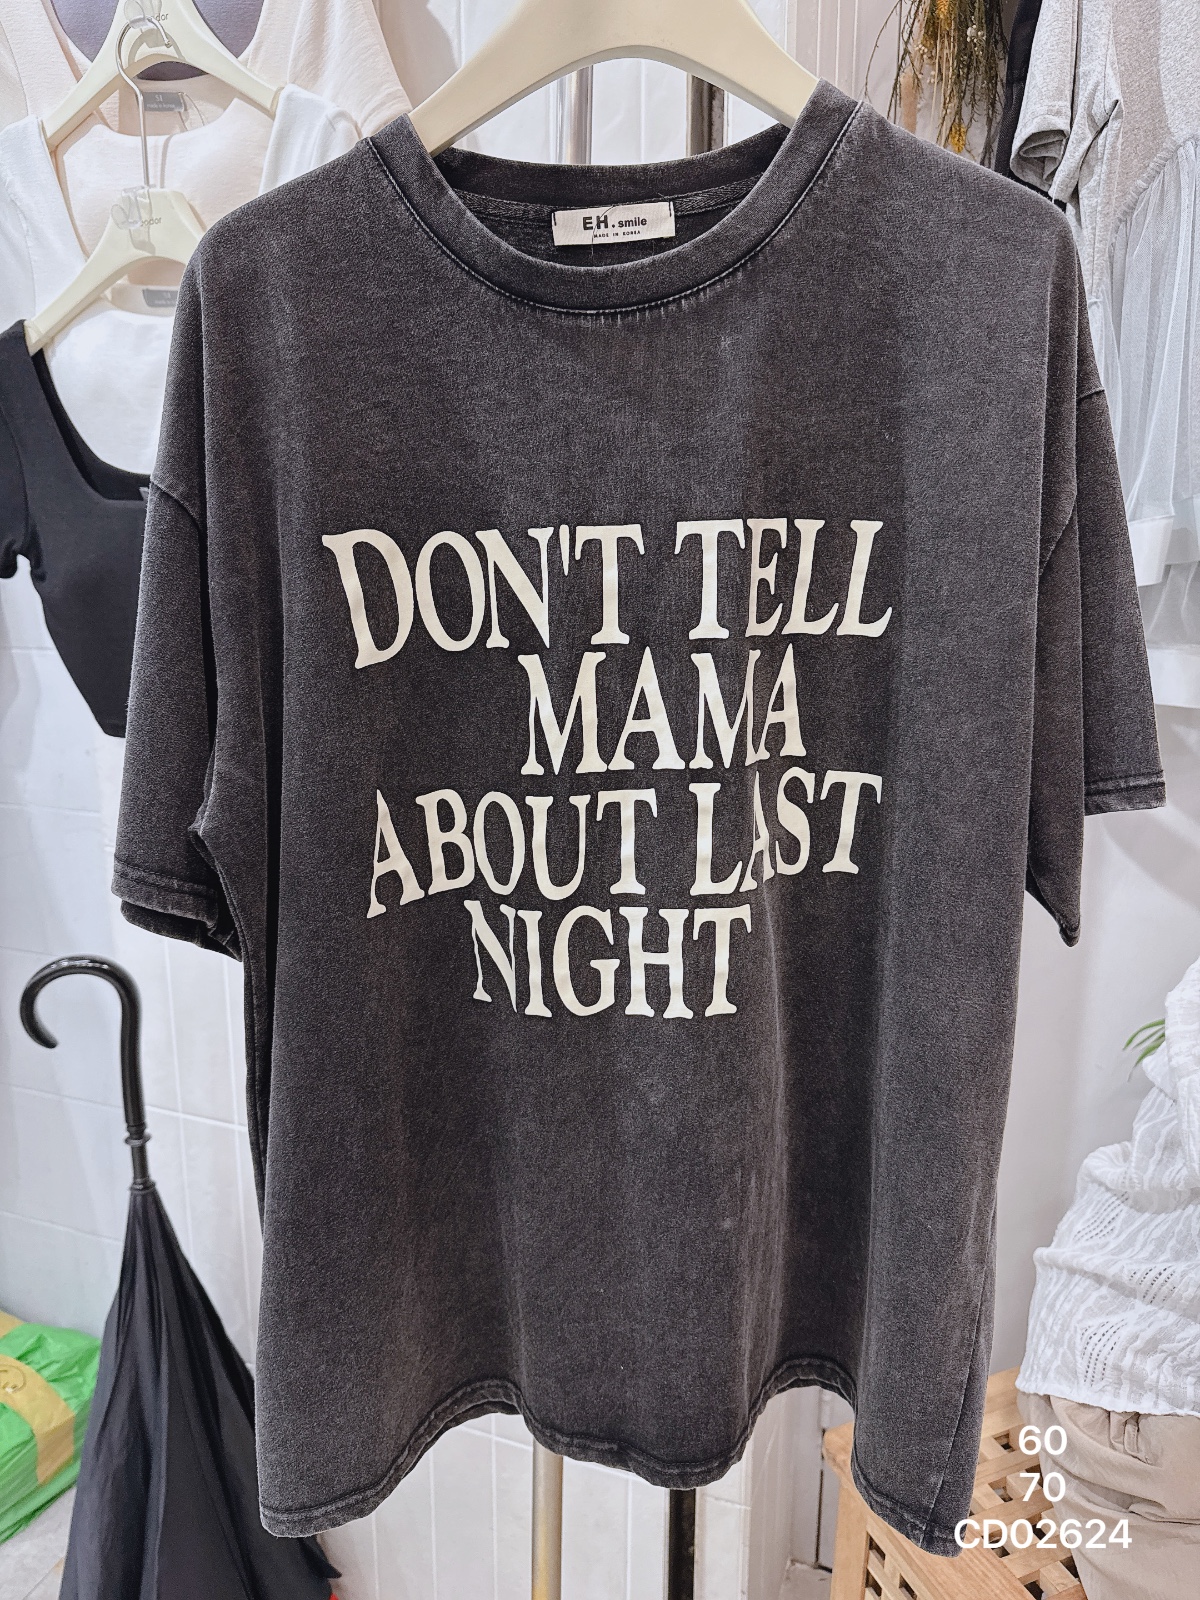 EH.smile
MADE IN KOREA
DON'T TELL
MAMA
ABOUT LAST
NIGHT
60
70
CD02624